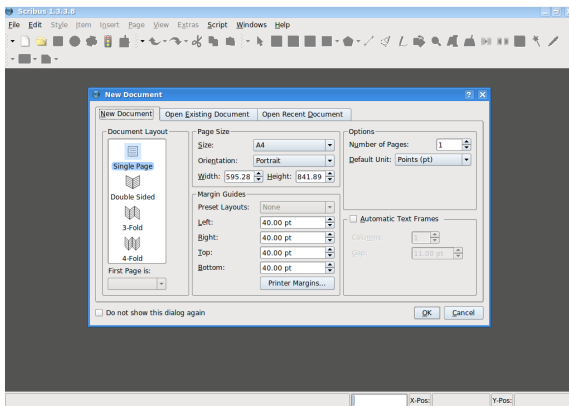 Scribus 1.3.3.6
File Edit Style Item Insert Page View Extras Script Windows Help
New Document
New Document Open Existing Document Open Recent Document
Document Layout
Single Page
Double Sided
3-Fold
4-Fold
First Page is:
Page Size
Size: A4
Orientation: Portrait
Width: 595.28 Height: 841.89
Margin Guides
Preset Layouts: None
Left: 40.00 pt
Right: 40.00 pt
Top: 40.00 pt
Bottom: 40.00 pt
Printer Margins...
Options
Number of Pages: 1
Default Unit: Points (pt)
Automatic Text Frames
Columns: 1
Gap: 11.00 pt
Do not show this dialog again
OK Cancel
X-Pos: Y-Pos: